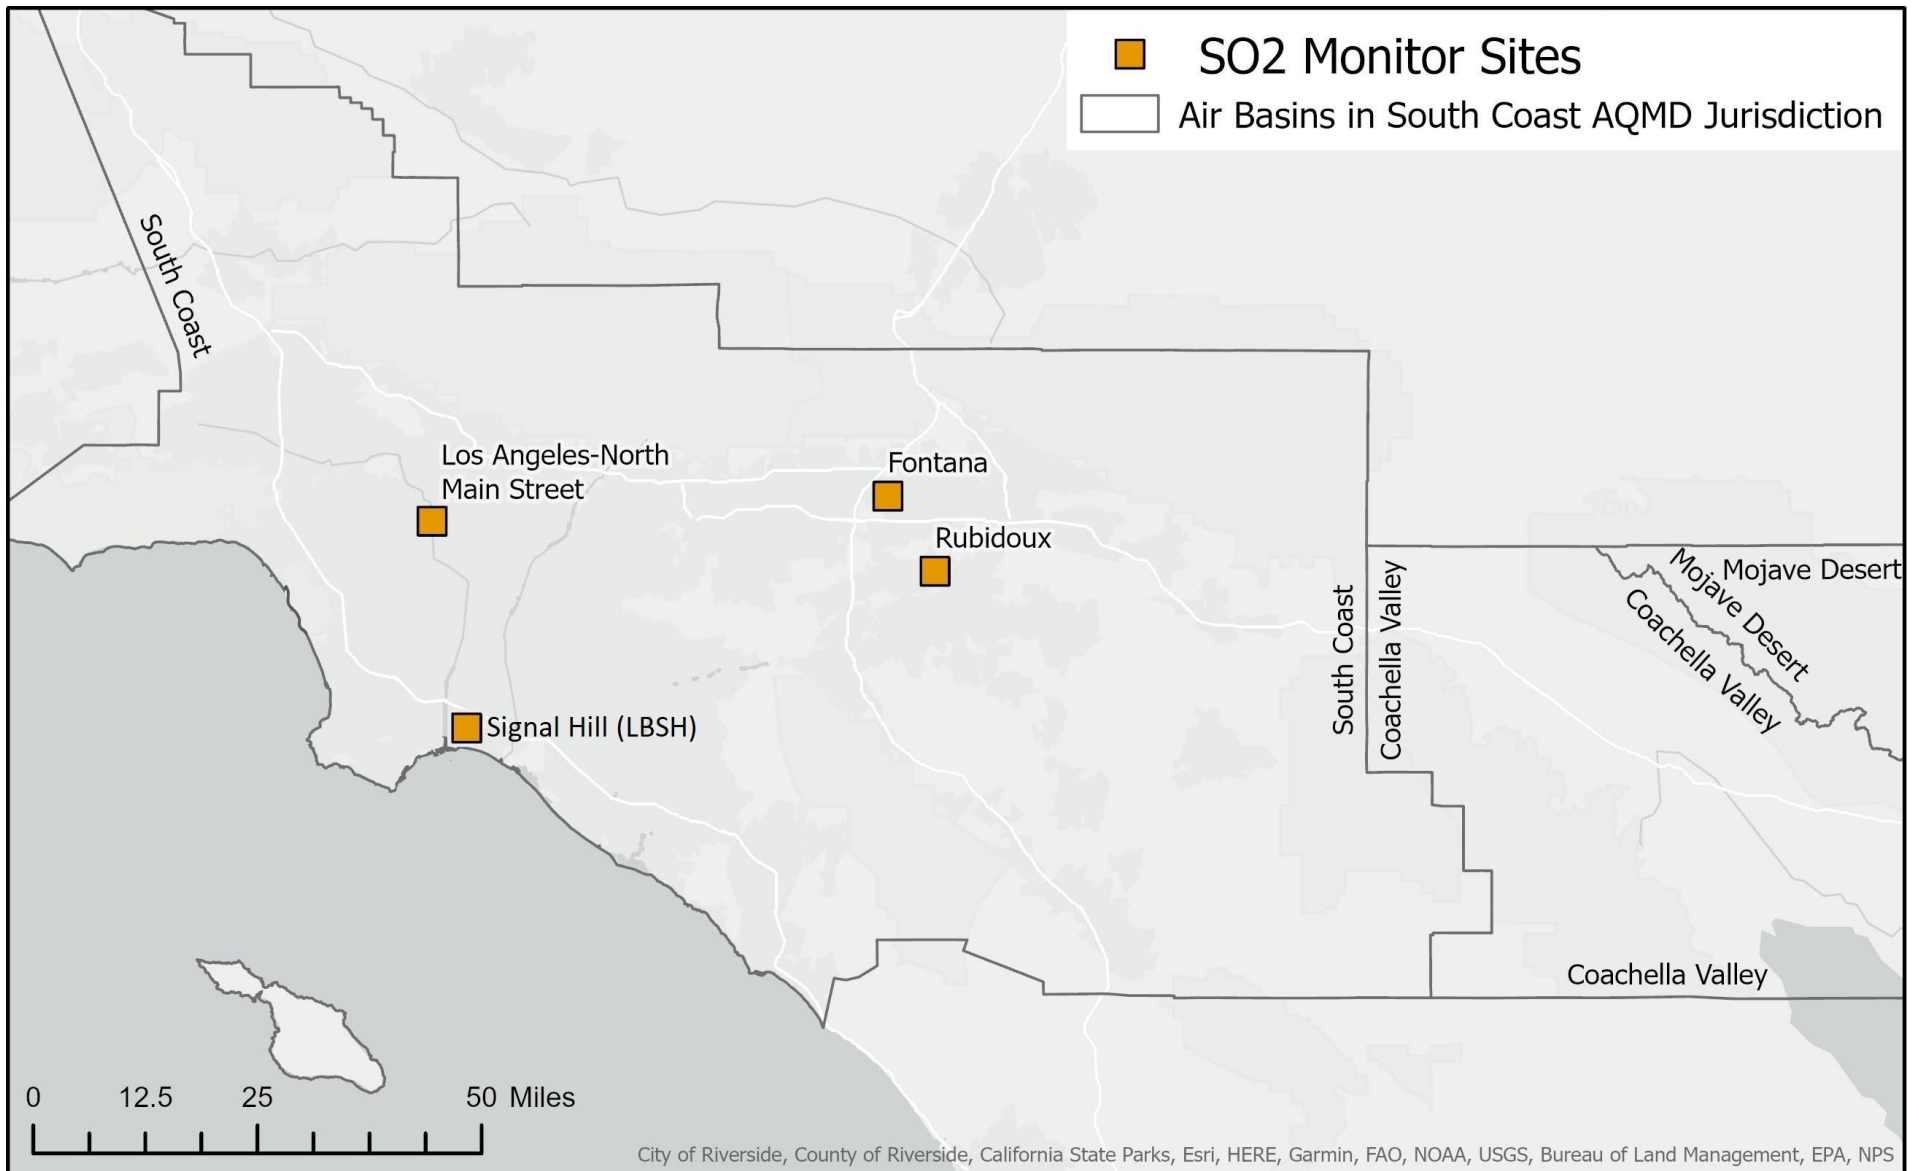 SO2 Monitor Sites
Air Basins in South Coast AQMD Jurisdiction
South Coast
Los Angeles-North
Main Street
Fontana
Rubidoux
Signal Hill (LBSH)
South Coast
Coachella Valley
Mojave Desert
Mojave Desert
Coachella Valley
Coachella Valley
0 12.5 25 50 Miles
City of Riverside, County of Riverside, California State Parks, Esri, HERE, Garmin, FAO, NOAA, USGS, Bureau of Land Management, EPA, NPS